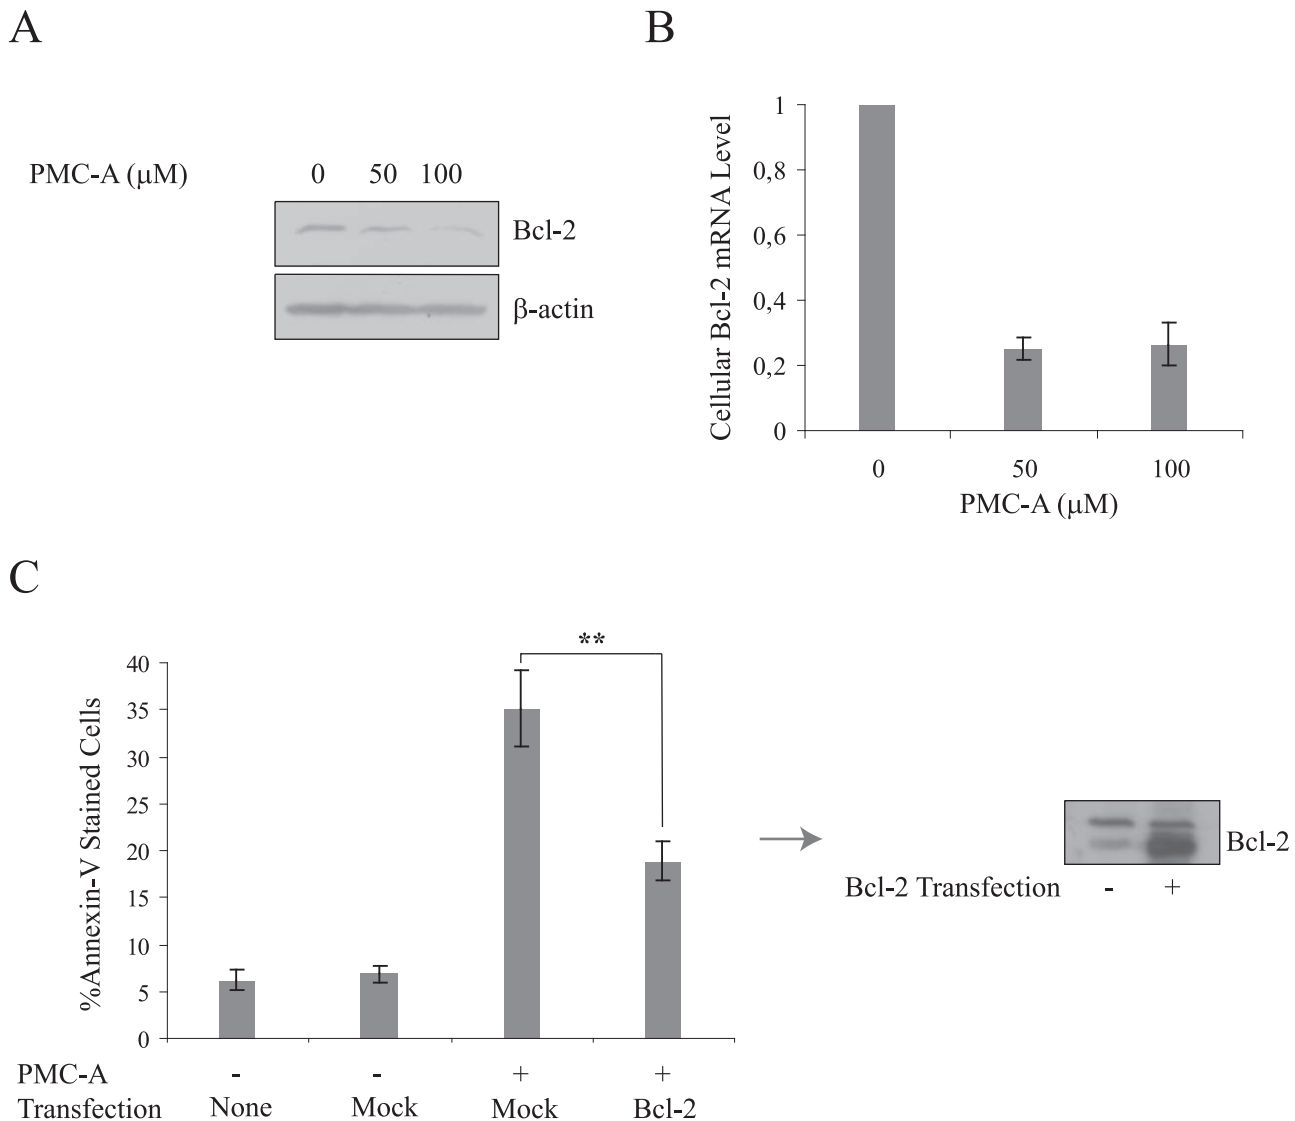 A
PMC-A (μM) 0 50 100
Bcl-2
β-actin
B
Cellular Bcl-2 mRNA Level
1
0,8
0,6
0,4
0,2
0
0 50 100
PMC-A (μM)
C
%Annexin-V Stained Cells
40
35
30
25
20
15
10
5
0
**
PMC-A - - + +
Transfection None Mock Mock Bcl-2
Bcl-2
Bcl-2 Transfection - +